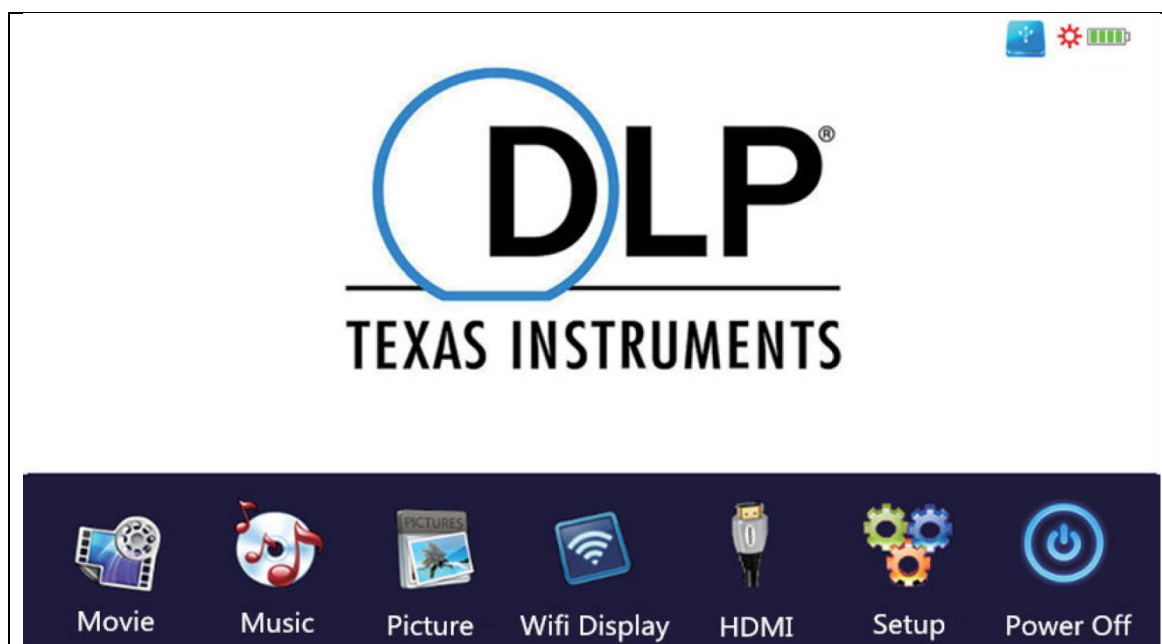 DLP®
TEXAS INSTRUMENTS
PICTURES
Movie Music Picture Wifi Display HDMI Setup Power Off